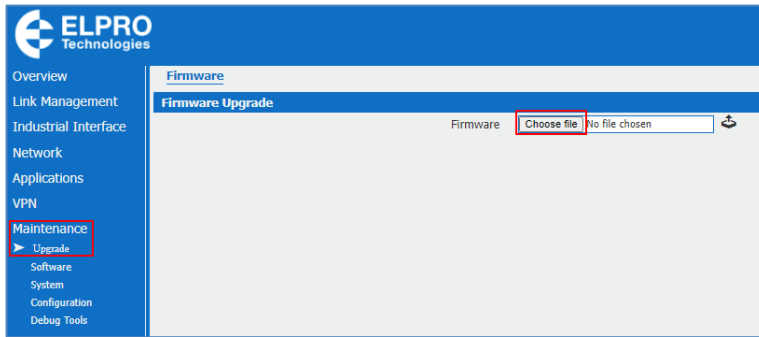 ELPRO
Technologies
Overview
Link Management
Industrial Interface
Network
Applications
VPN
Maintenance
Upgrade
Software
System
Configuration
Debug Tools
Firmware
Firmware Upgrade
Firmware Choose file No file chosen